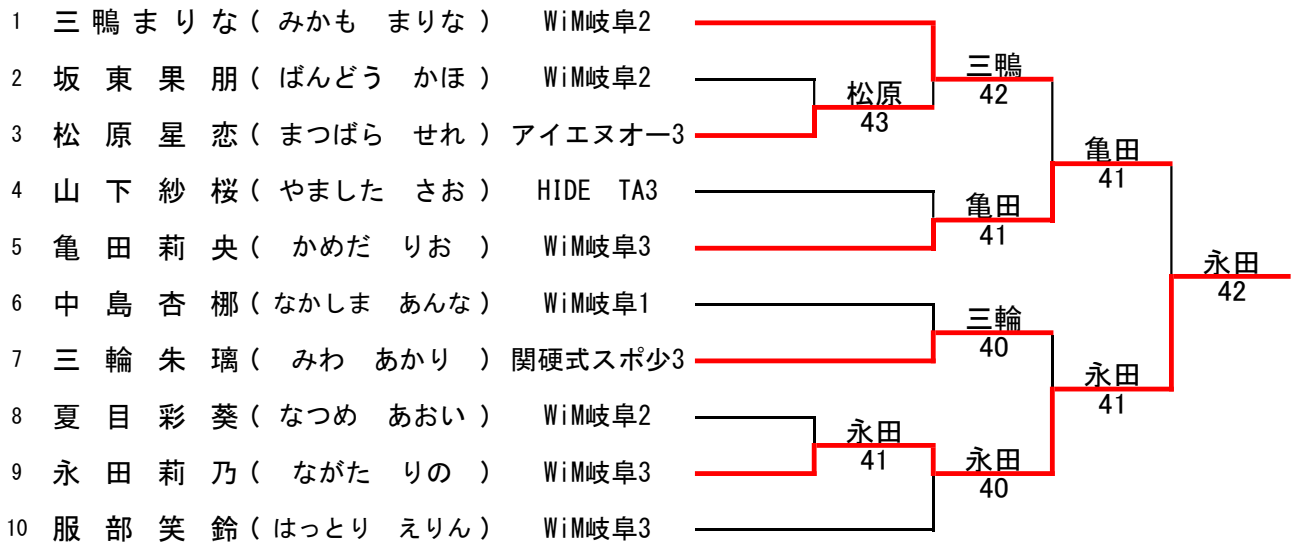 1 三鴨まりな ( みかも まりな ) WiM岐阜2
三鴨
2 坂東果朋 ( ばんどう かほ ) WiM岐阜2
松原
42
43
3 松原星恋 ( まつばら せれ ) アイエヌオー3
亀田
41
4 山下紗桜 ( やました さお ) HIDE TA3
亀田
41
5 亀田莉央 ( かめだ りお ) WiM岐阜3
永田
42
6 中島杏梛 ( なかしま あんな ) WiM岐阜1
三輪
40
7 三輪朱璃 ( みわ あかり ) 関硬式スポ少3
永田
41
8 夏目彩葵 ( なつめ あおい ) WiM岐阜2
永田
41
9 永田莉乃 ( ながた りの ) WiM岐阜3
永田
40
10 服部笑鈴 ( はっとり えりん ) WiM岐阜3